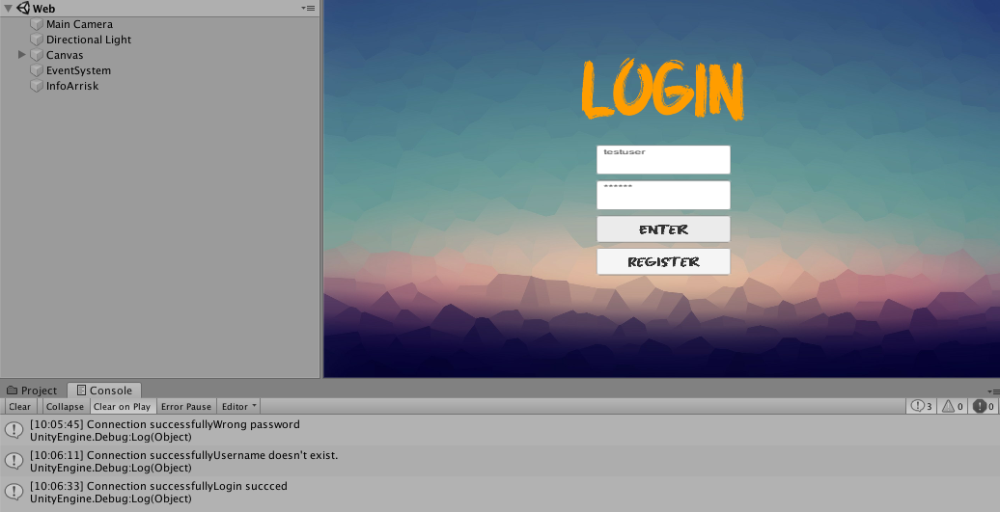 Web
Main Camera
Directional Light
Canvas
EventSystem
InfoArrisk
LOGIN
testuser
******
ENTER
REGISTER
Project
Console
Clear
Collapse
Clear on Play
Error Pause
Editor
3
0
0
[10:05:45] Connection successfullyWrong password
UnityEngine.Debug:Log(Object)
[10:06:11] Connection successfullyUsername doesn't exist.
UnityEngine.Debug:Log(Object)
[10:06:33] Connection successfullyLogin succced
UnityEngine.Debug:Log(Object)